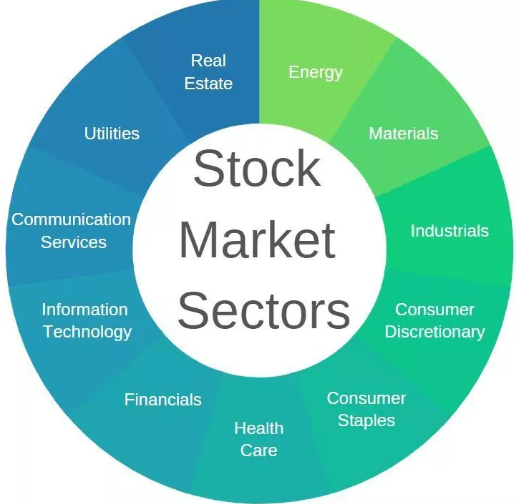 Stock
Market
Sectors
Energy
Materials
Industrials
Consumer
Discretionary
Consumer
Staples
Health
Care
Financials
Information
Technology
Communication
Services
Utilities
Real
Estate